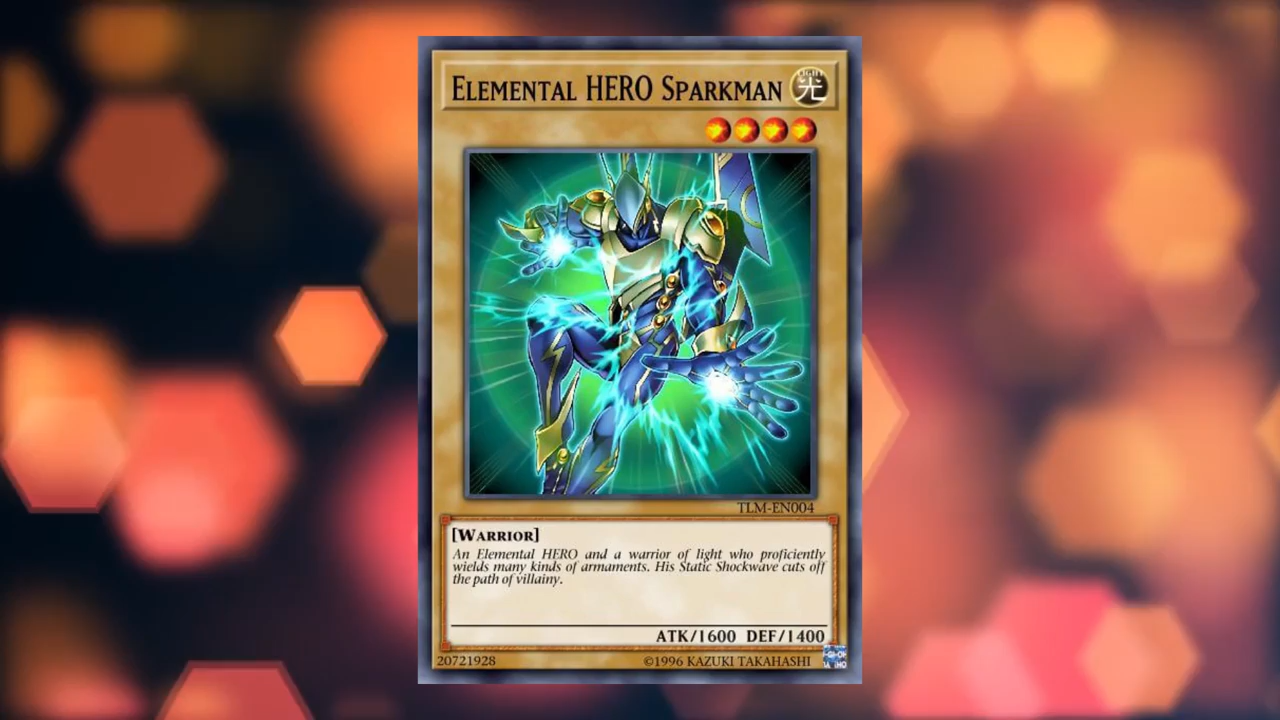 Elemental HERO Sparkman
LIGHT
光
TLM-EN004
[Warrior]
An Elemental HERO and a warrior of light who proficiently
wields many kinds of armaments. His Static Shockwave cuts off
the path of villainy.
ATK/1600 DEF/1400
20721928
©1996 KAZUKI TAKAHASHI